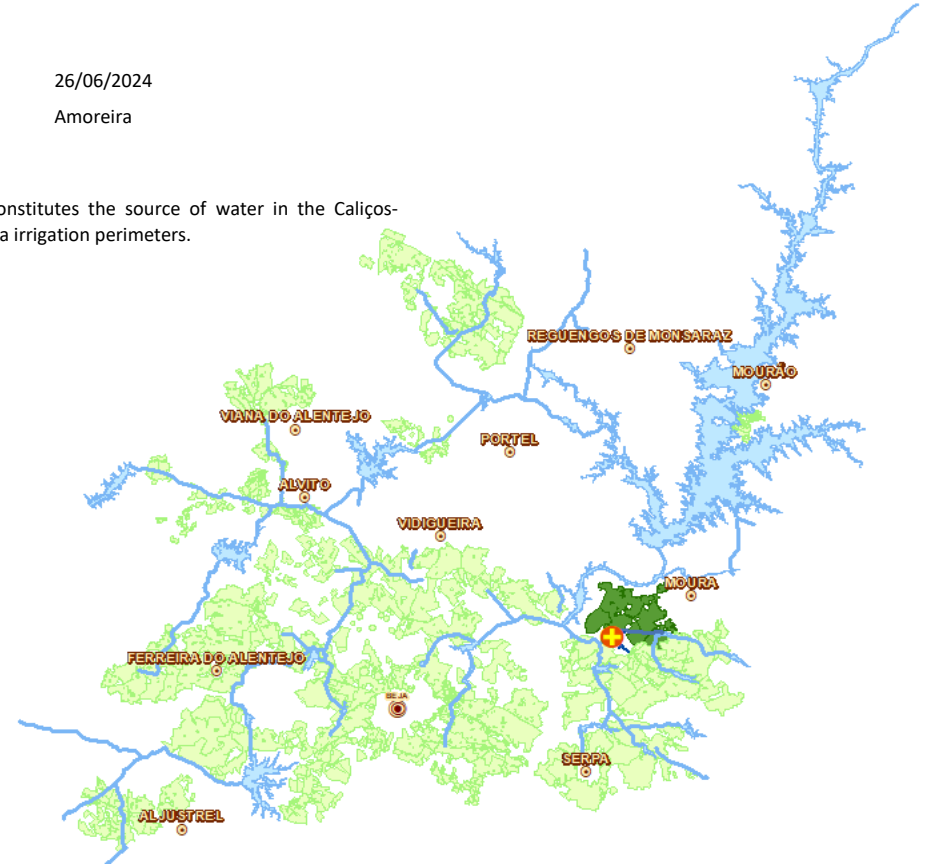 26/06/2024
Amoreira
onstitutes the source of water in the Caliços-
a irrigation perimeters.
REGUENGOS DE MONSARAZ
MOURÃO
VIANA DO ALENTEJO
PORTEL
ALVITO
VIDIGUEIRA
MOURA
FERREIRA DO ALENTEJO
BEJA
SERPA
ALJUSTREL